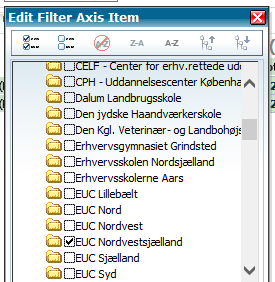 Edit Filter Axis Item
Z-A
A-Z
CELF - Center for erhv.rettede
CPH - Uddannelsescenter Københa
Dalum Landbrugsskole
Den jydske Haandværkerskole
Den Kgl. Veterinær- og Landbohøjs
Erhvervsgymnasiet Grindsted
Erhvervsskolen Nordsjælland
Erhvervsskolerne Aars
EUC Lillebælt
EUC Nord
EUC Nordvest
EUC Nordvestsjælland
EUC Sjælland
EUC Syd